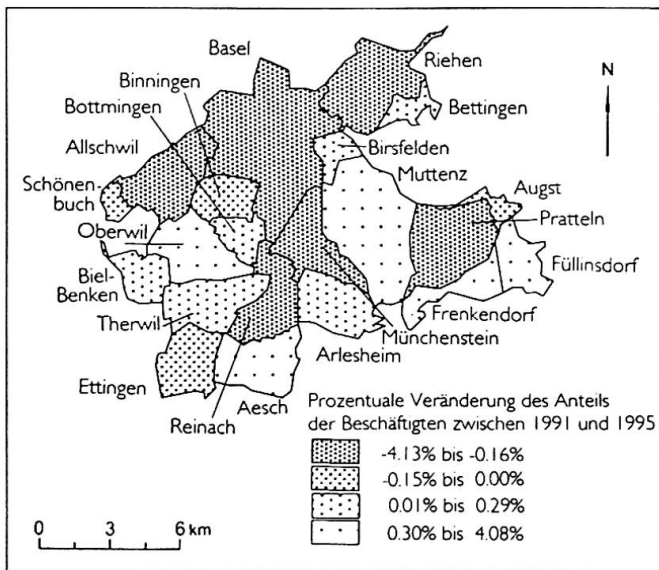 Basel
Riehen
N
Binningen
Bettingen
Bottmingen
Birsfelden
Allschwil
Muttenz
Augst
Schönen-
buch
Pratteln
Oberwil
Füllinsdorf
Biel-
Benken
Frenkendorf
Therwil
Münchenstein
Arlesheim
Ettingen
Aesch
Reinach
Prozentuale Veränderung des Anteils
der Beschäftigten zwischen 1991 und 1995
-4.13% bis -0.16%
-0.15% bis 0.00%
0.01% bis 0.29%
0.30% bis 4.08%
0 3 6 km